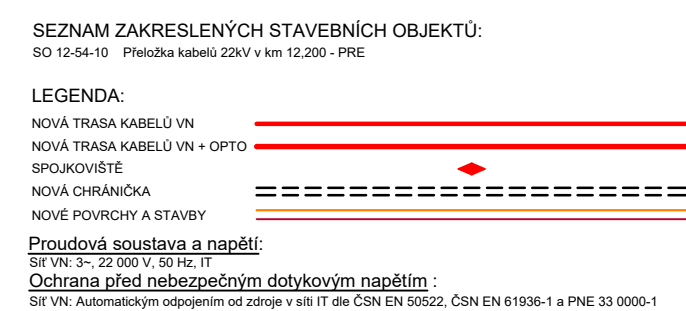 SEZNAM ZAKRESLENÝCH STAVEBNÍCH OBJEKTŮ:
SO 12-54-10 Přeložka kabelů 22kV v km 12,200 - PRE
LEGENDA:
NOVÁ TRASA KABELŮ VN
NOVÁ TRASA KABELŮ VN + OPTO
SPOJKOVIŠTĚ
NOVÁ CHRÁNIČKA
NOVÉ POVRCHY A STAVBY
Proudová soustava a napětí:
Síť VN: 3~, 22 000 V, 50 Hz, IT
Ochrana před nebezpečným dotykovým napětím :
Síť VN: Automatickým odpojením od zdroje v síti IT dle ČSN EN 50522, ČSN EN 61936-1 a PNE 33 0000-1